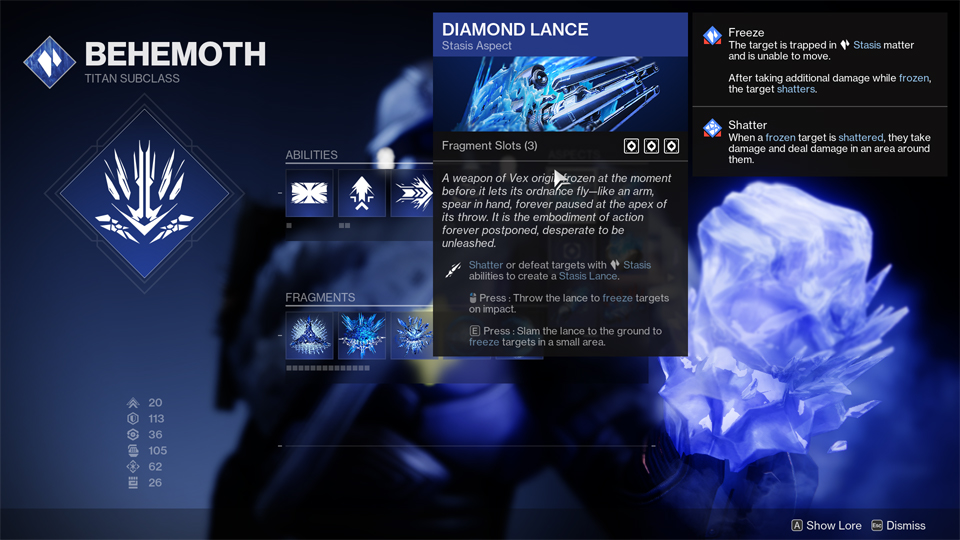 BEHEMOTH
TITAN SUBCLASS
ABILITIES
FRAGMENTS
20
113
36
105
62
26
DIAMOND LANCE
Stasis Aspect
Fragment Slots (3)
A weapon of Vex origin frozen at the moment
before it lets its ordnance fly—like an arm,
spear in hand, forever paused at the apex of
its throw. It is the embodiment of action
forever postponed, desperate to be
unleashed.
Shatter or defeat targets with Stasis
abilities to create a Stasis Lance.
Press : Throw the lance to freeze targets
on impact.
E Press : Slam the lance to the ground to
freeze targets in a small area.
Freeze
The target is trapped in Stasis matter
and is unable to move.
After taking additional damage while frozen,
the target shatters.
Shatter
When a frozen target is shattered, they take
damage and deal damage in an area around
them.
A Show Lore
Esc Dismiss